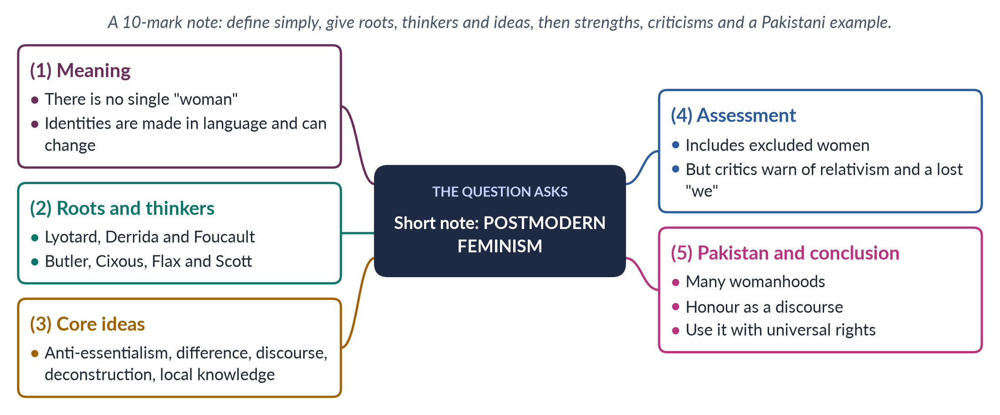 A 10-mark note: define simply, give roots, thinkers and ideas, then strengths, criticisms and a Pakistani example.
(1) Meaning
• There is no single "woman"
• Identities are made in language and can
change
(2) Roots and thinkers
• Lyotard, Derrida and Foucault
• Butler, Cixous, Flax and Scott
(3) Core ideas
• Anti-essentialism, difference, discourse,
deconstruction, local knowledge
THE QUESTION ASKS
Short note: POSTMODERN
FEMINISM
(4) Assessment
• Includes excluded women
• But critics warn of relativism and a lost
"we"
(5) Pakistan and conclusion
• Many womanhoods
• Honour as a discourse
• Use it with universal rights